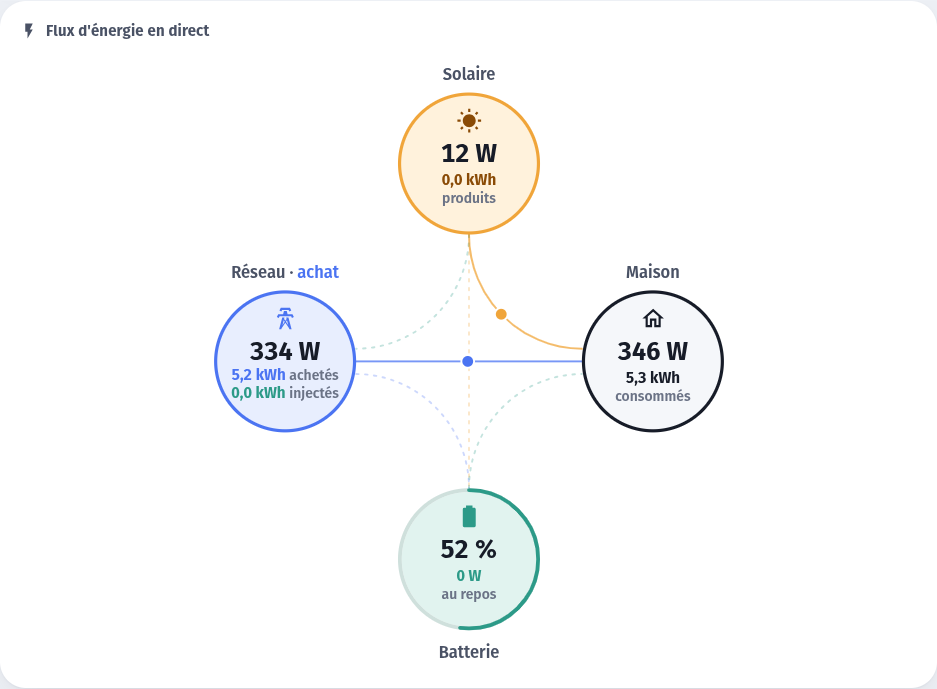 Flux d'énergie en direct
Solaire
12 W
0,0 kWh
produits
Réseau · achat
334 W
5,2 kWh achetés
0,0 kWh injectés
Maison
346 W
5,3 kWh
consommés
52 %
0 W
au repos
Batterie